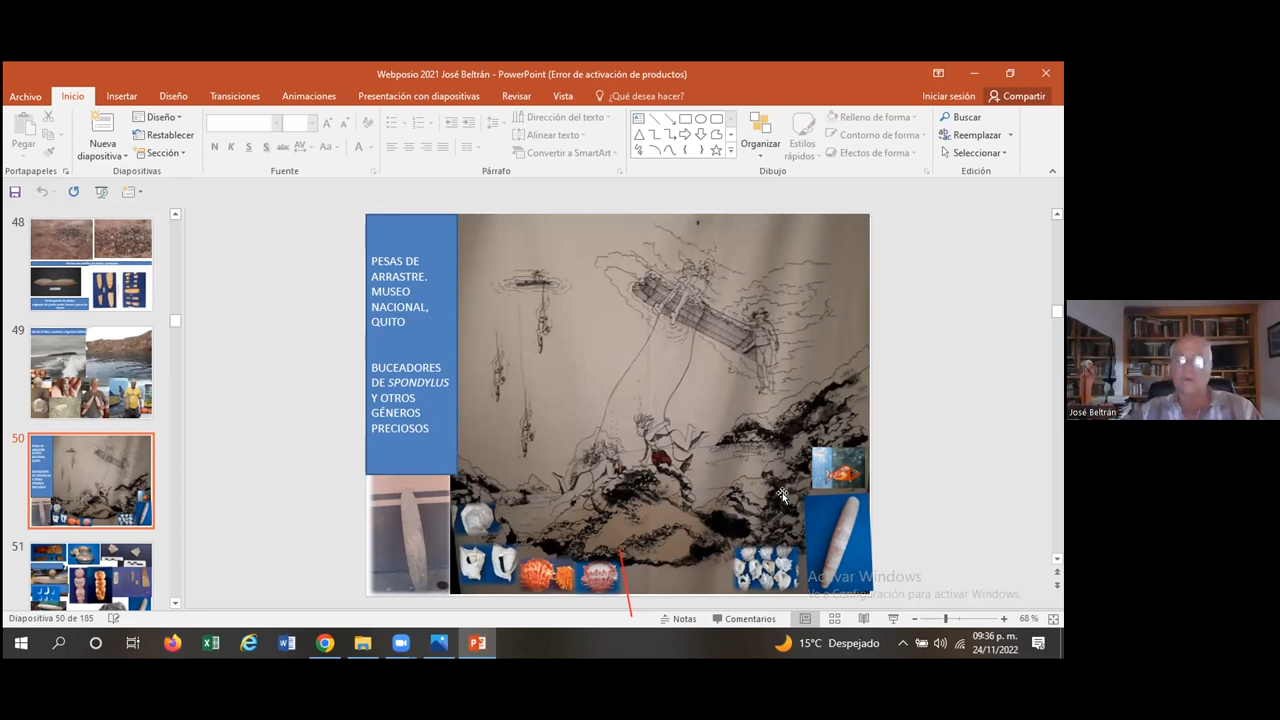 Webposio 2021 José Beltrán - PowerPoint (Error de activación de productos)
Archivo Inicio Insertar Diseño Transiciones Animaciones Presentación con diapositivas Revisar Vista ¿Qué desea hacer? Iniciar sesión Compartir
Pegar
Nueva diapositiva
Diseño
Restablecer
Sección
N K S S abc AV Aa A
Dirección del texto
Alinear texto
Convertir a SmartArt
Organizar
Estilos rápidos
Relleno de forma
Contorno de forma
Efectos de forma
Buscar
Reemplazar
Seleccionar
Portapapeles Diapositivas Fuente Párrafo Dibujo Edición
48
49
50
51
PESAS DE
ARRASTRE.
MUSEO
NACIONAL,
QUITO
BUCEADORES
DE SPONDYLUS
Y OTROS
GÉNEROS
PRECIOSOS
José Beltrán
Activar Windows
Ve a Configuración para activar Windows.
Diapositiva 50 de 185 Notas Comentarios 68 %
15°C Despejado
09:36 p. m.
24/11/2022